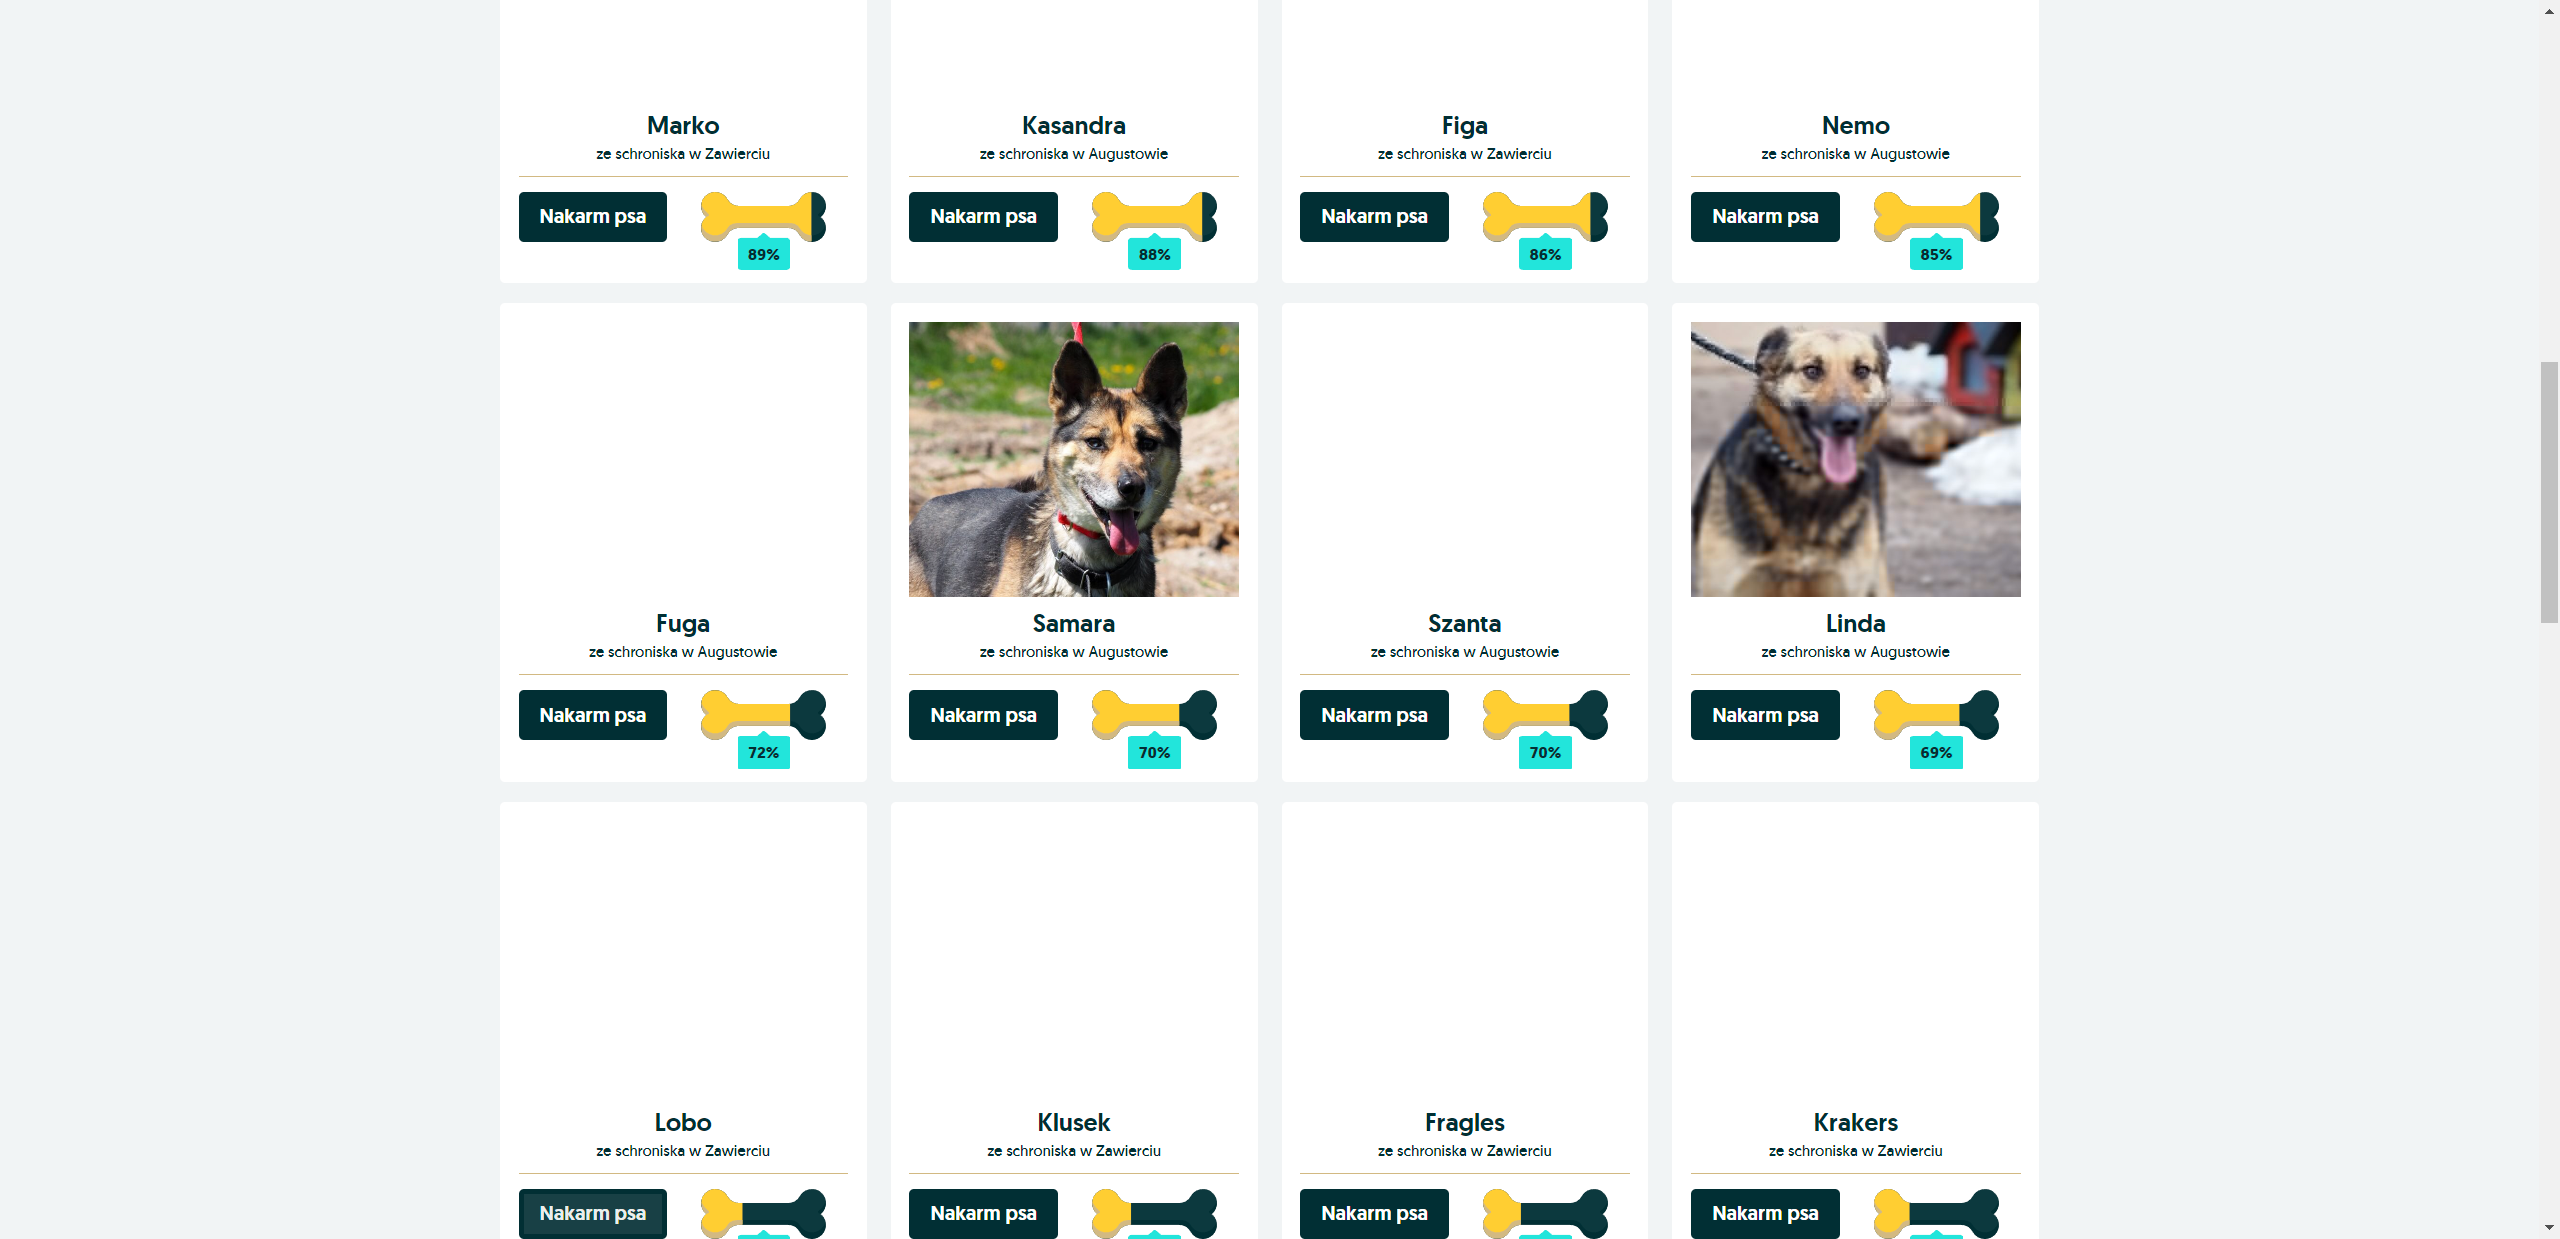 Marko
ze schroniska w Zawierciu
Nakarm psa
89%
Kasandra
ze schroniska w Augustowie
Nakarm psa
88%
Figa
ze schroniska w Zawierciu
Nakarm psa
86%
Nemo
ze schroniska w Augustowie
Nakarm psa
85%
Fuga
ze schroniska w Augustowie
Nakarm psa
72%
Samara
ze schroniska w Augustowie
Nakarm psa
70%
Szanta
ze schroniska w Augustowie
Nakarm psa
70%
Linda
ze schroniska w Augustowie
Nakarm psa
69%
Lobo
ze schroniska w Zawierciu
Nakarm psa
Klusek
ze schroniska w Zawierciu
Nakarm psa
Fragles
ze schroniska w Zawierciu
Nakarm psa
Krakers
ze schroniska w Zawierciu
Nakarm psa